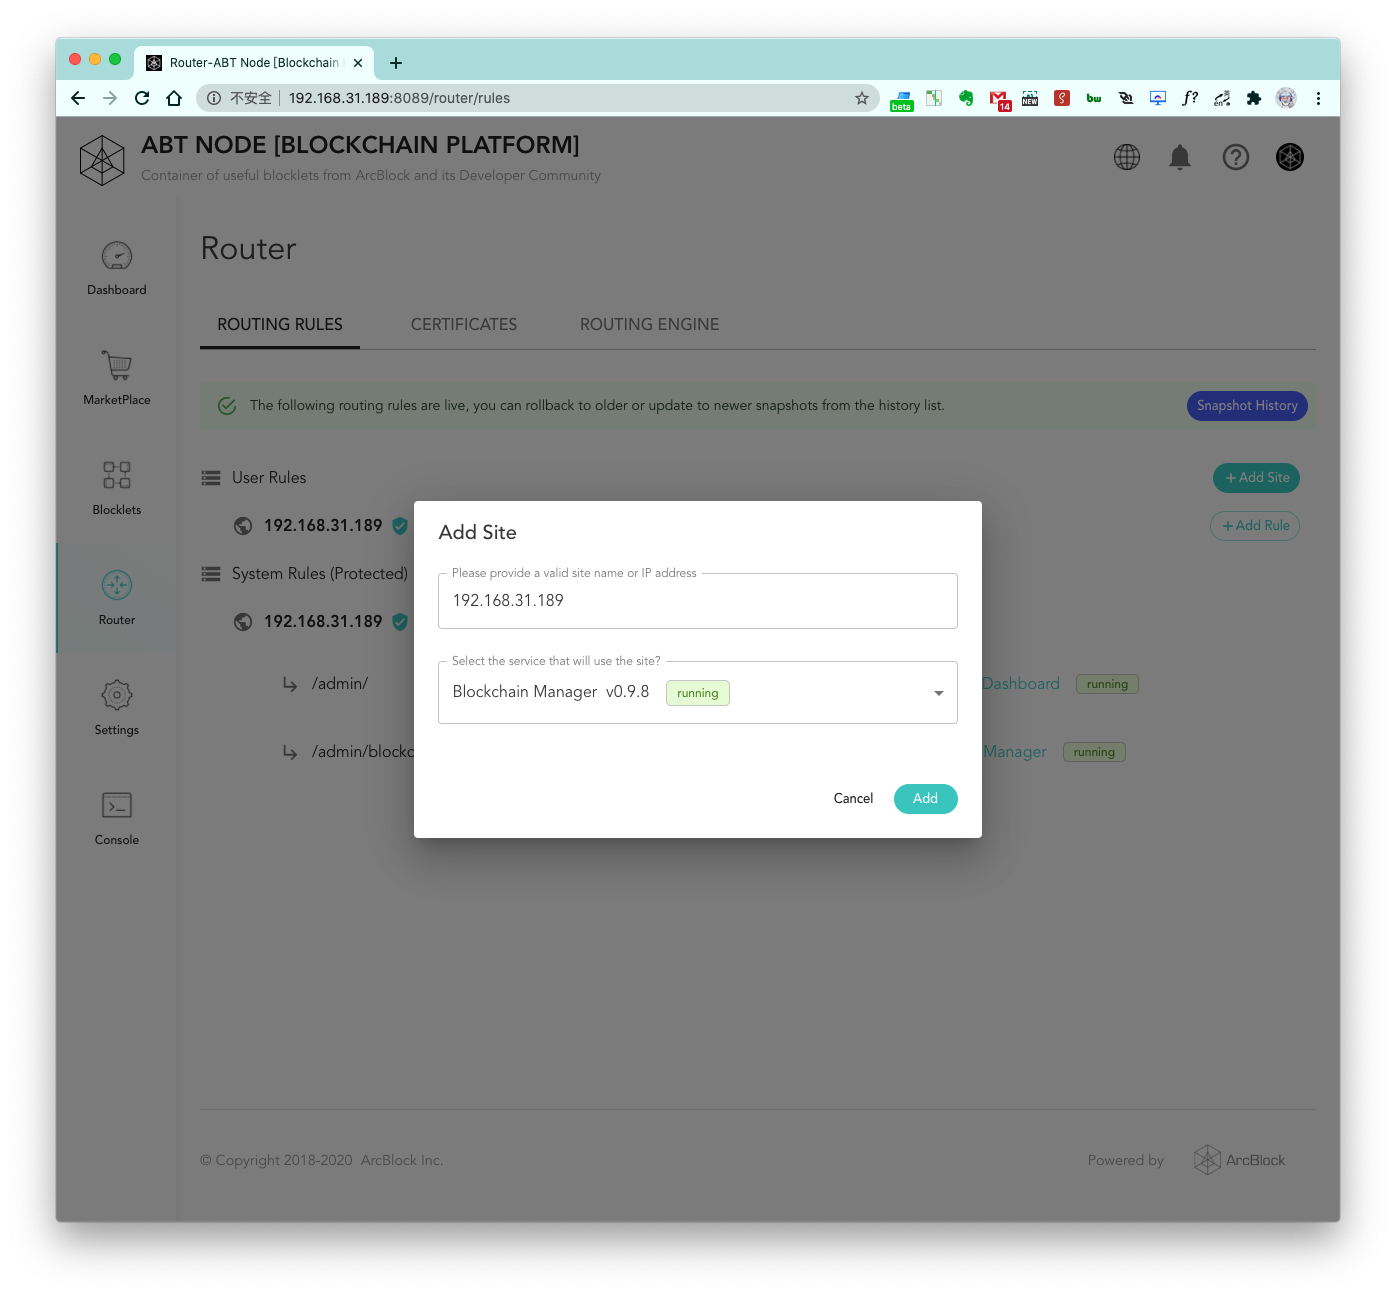 Router-ABT Node [Blockchain
不安全
192.168.31.189:8089/router/rules
beta
14
NEW
bw
f?
ABT NODE [BLOCKCHAIN PLATFORM]
Container of useful blocklets from ArcBlock and its Developer Community
Router
Dashboard
MarketPlace
Blocklets
Router
Settings
Console
ROUTING RULES
CERTIFICATES
ROUTING ENGINE
The following routing rules are live, you can rollback to older or update to newer snapshots from the history list.
Snapshot History
User Rules
+ Add Site
192.168.31.189
+ Add Rule
System Rules (Protected)
192.168.31.189
/admin/
Dashboard
running
/admin/blockc
Manager
running
Add Site
Please provide a valid site name or IP address
192.168.31.189
Select the service that will use the site?
Blockchain Manager v0.9.8
running
Cancel
Add
© Copyright 2018-2020 ArcBlock Inc.
Powered by
ArcBlock